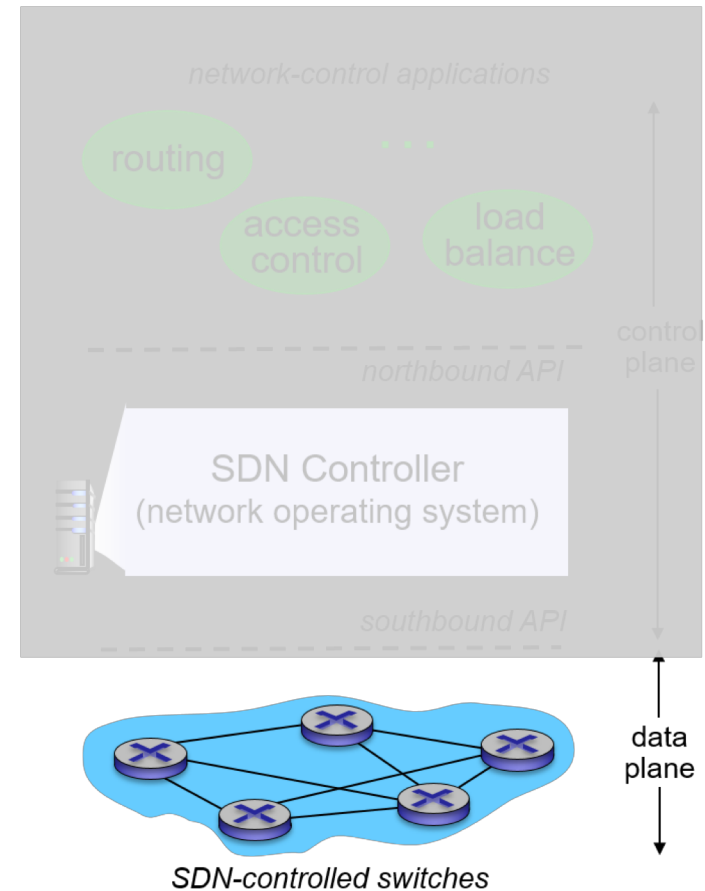 network-control applications
routing
. . .
access
control
load
balance
control
plane
northbound API
SDN Controller
(network operating system)
southbound API
data
plane
SDN-controlled switches